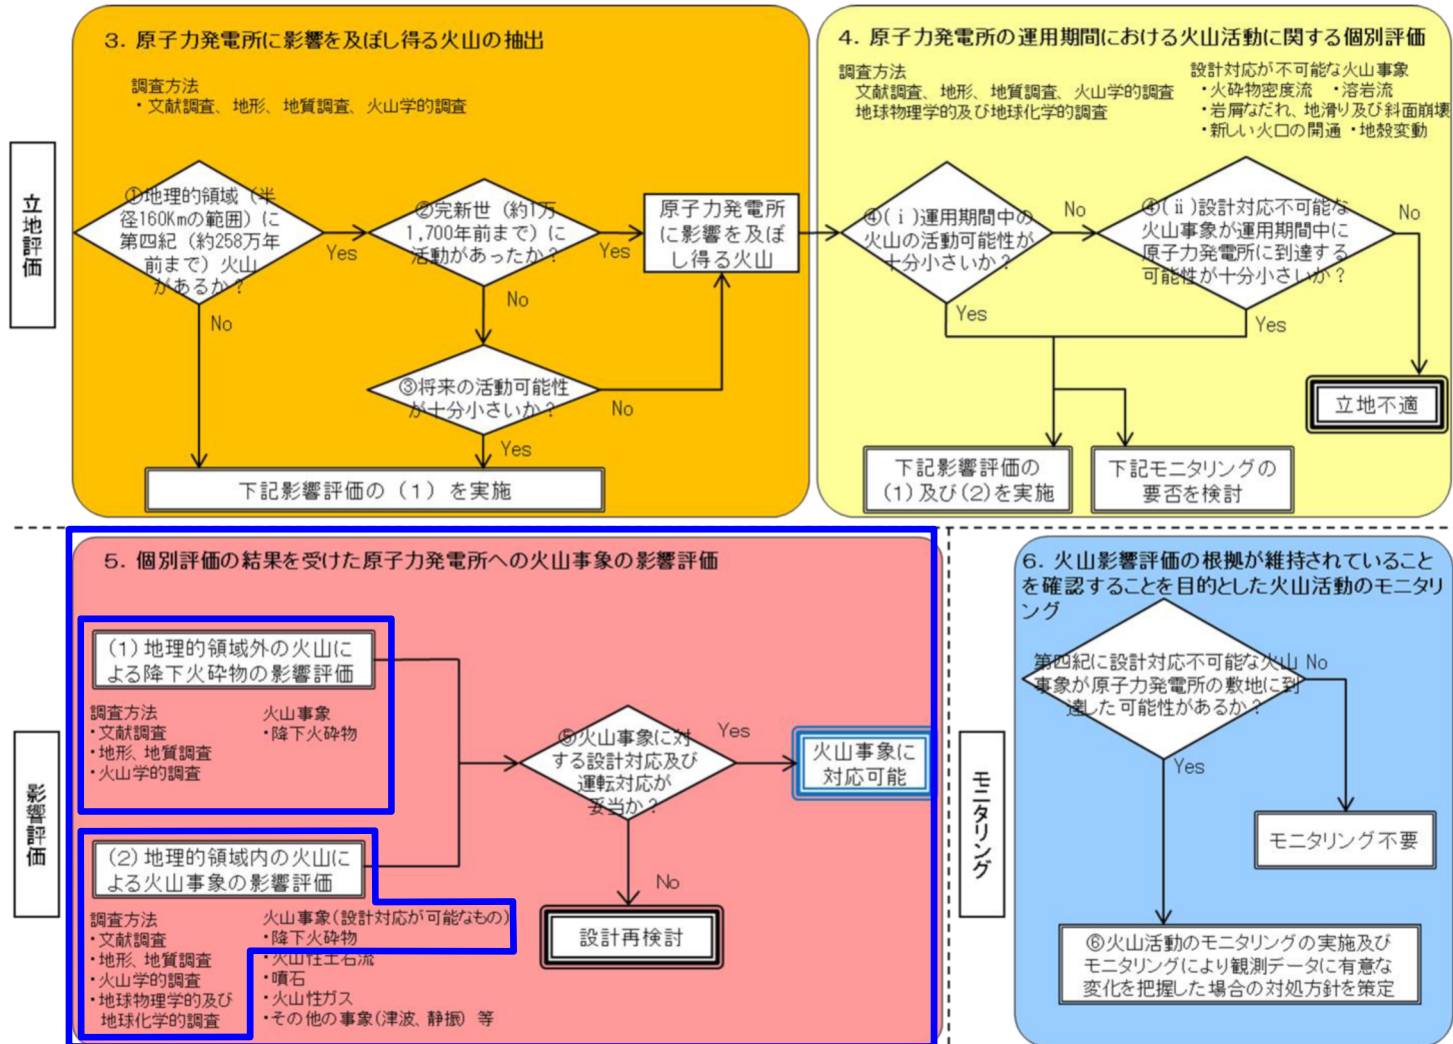 3. 原子力発電所に影響を及ぼし得る火山の抽出
調査方法
・文献調査、地形、地質調査、火山学的調査
立地評価
①地理的領域（半
径160Kmの範囲）に
第四紀（約258万年
前まで）火山
があるか？
Yes
No
②完新世（約1万
1,700年前まで）に
活動があったか？
Yes
No
原子力発電所
に影響を及ぼ
し得る火山
③将来の活動可能性
が十分小さいか？
No
Yes
下記影響評価の（1）を実施
4. 原子力発電所の運用期間における火山活動に関する個別評価
調査方法
文献調査、地形、地質調査、火山学的調査
地球物理学的及び地球化学的調査
設計対応が不可能な火山事象
・火砕物密度流 ・溶岩流
・岩屑なだれ、地滑り及び斜面崩壊
・新しい火口の開通 ・地殻変動
④(ⅰ)運用期間中の
火山の活動可能性が
十分小さいか？
No
Yes
④(ⅱ)設計対応不可能な
火山事象が運用期間中に
原子力発電所に到達する
可能性が十分小さいか？
No
Yes
立地不適
下記影響評価の
(1)及び(2)を実施
下記モニタリングの
要否を検討
5. 個別評価の結果を受けた原子力発電所への火山事象の影響評価
影響評価
(1)地理的領域外の火山に
よる降下火砕物の影響評価
調査方法
・文献調査
・地形、地質調査
・火山学的調査
火山事象
・降下火砕物
(2)地理的領域内の火山に
よる火山事象の影響評価
調査方法
・文献調査
・地形、地質調査
・火山学的調査
・地球物理学的及び
地球化学的調査
火山事象(設計対応が可能なもの)
・降下火砕物
・火山性土石流
・噴石
・火山性ガス
・その他の事象(津波、静振) 等
⑤火山事象に対
する設計対応及び
運転対応が
妥当か？
Yes
No
火山事象に
対応可能
設計再検討
6. 火山影響評価の根拠が維持されていること
を確認することを目的とした火山活動のモニタリ
ング
モニタリング
第四紀に設計対応不可能な火山
事象が原子力発電所の敷地に到
達した可能性があるか？
No
Yes
モニタリング不要
⑥火山活動のモニタリングの実施及び
モニタリングにより観測データに有意な
変化を把握した場合の対処方針を策定